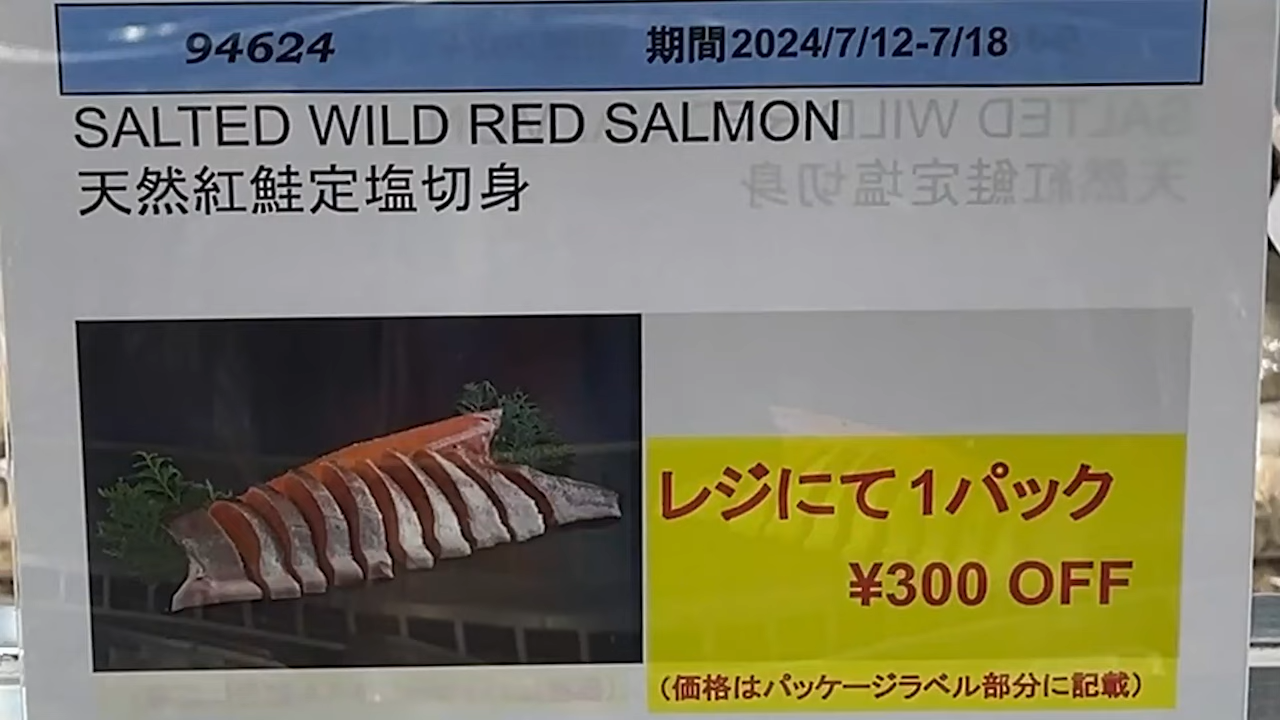 94624 期間2024/7/12-7/18
SALTED WILD RED SALMON
天然紅鮭定塩切身
レジにて1パック
¥300 OFF
(価格はパッケージラベル部分に記載)